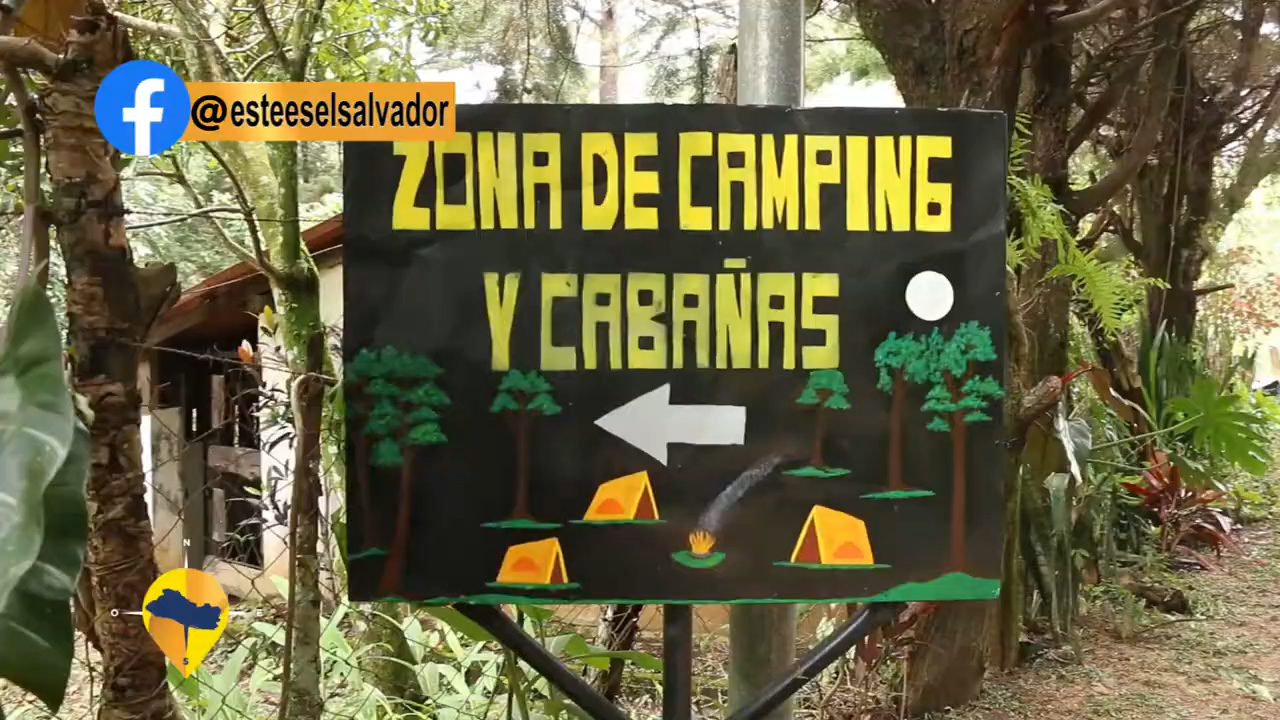 @esteeselsalvador
ZONA DE CAMPING
Y CABAÑAS
N
O E
S